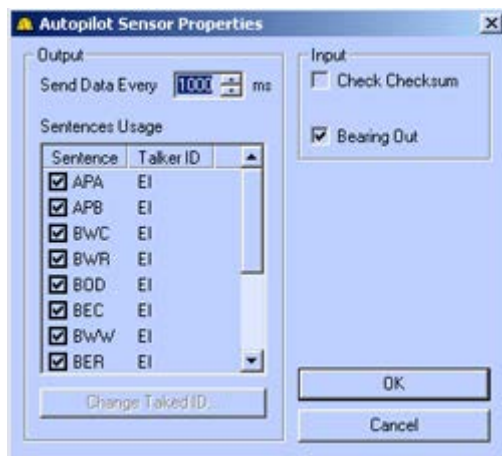 Autopilot Sensor Properties
Output
Send Data Every 1000 ms
Sentences Usage
Sentence Talker ID
APA EI
APB EI
BWC EI
BWR EI
BOD EI
BEC EI
BWW EI
BER EI
Change Taked ID...
Input
Check Checksum
Bearing Out
OK
Cancel